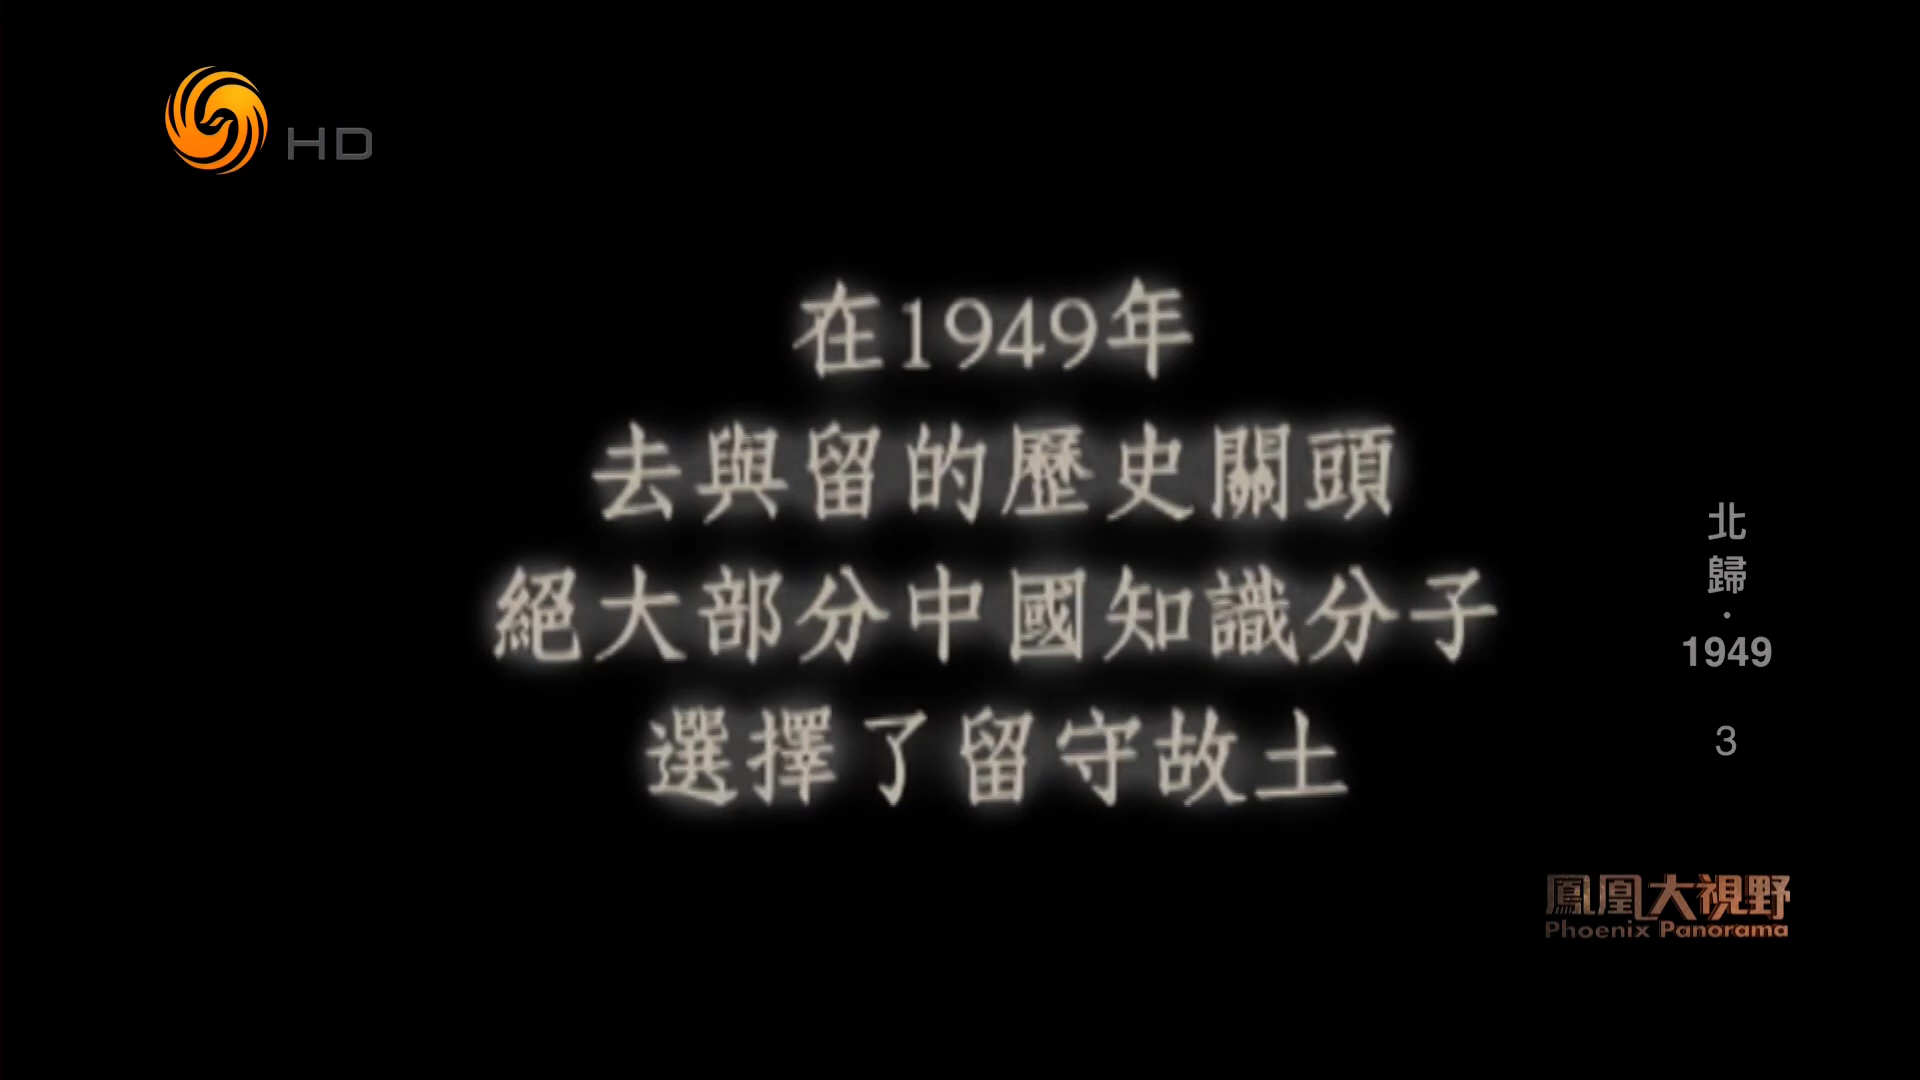 HD
在1949年
去與留的歷史關頭
絕大部分中國知識分子
選擇了留守故土
北歸·1949 3
鳳凰大視野
Phoenix Panorama